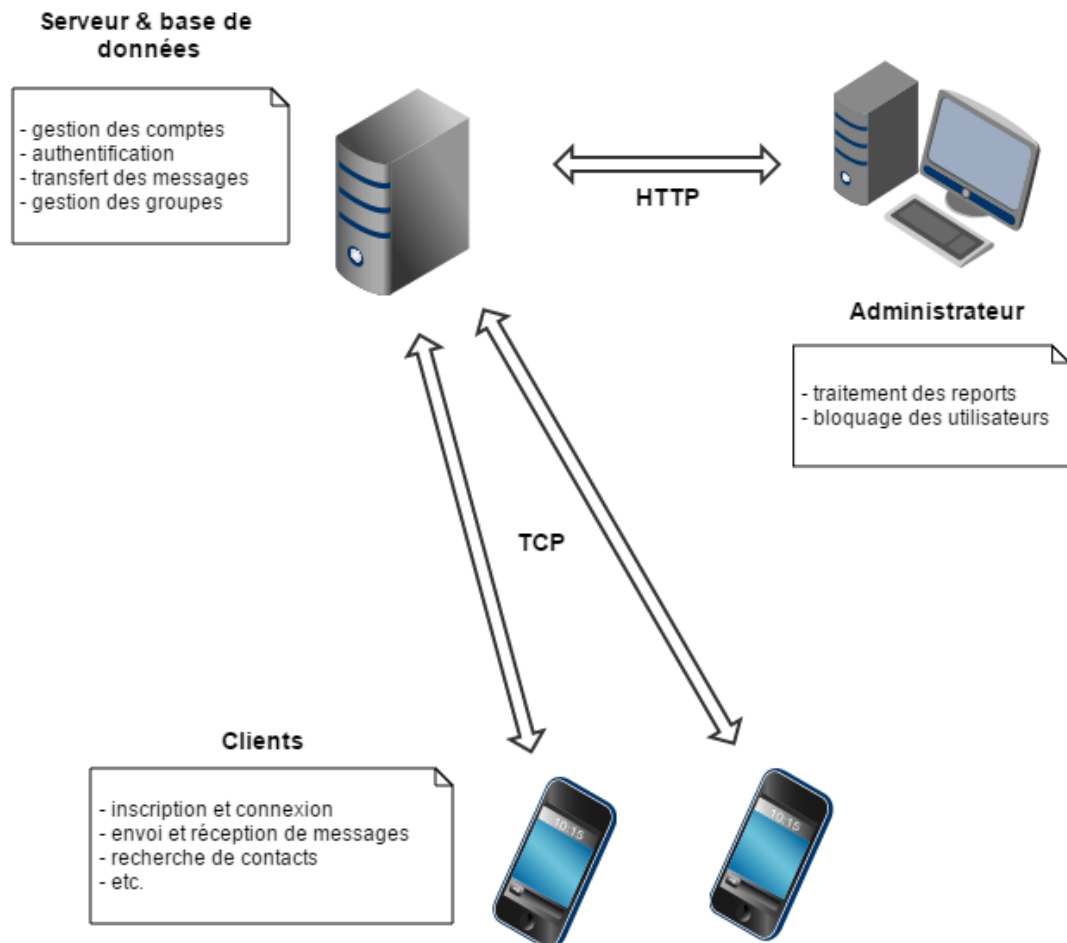 Serveur & base de
données
- gestion des comptes
- authentification
- transfert des messages
- gestion des groupes
HTTP
Administrateur
- traitement des reports
- bloquage des utilisateurs
TCP
Clients
- inscription et connexion
- envoi et réception de messages
- recherche de contacts
- etc.
10:15
10:15